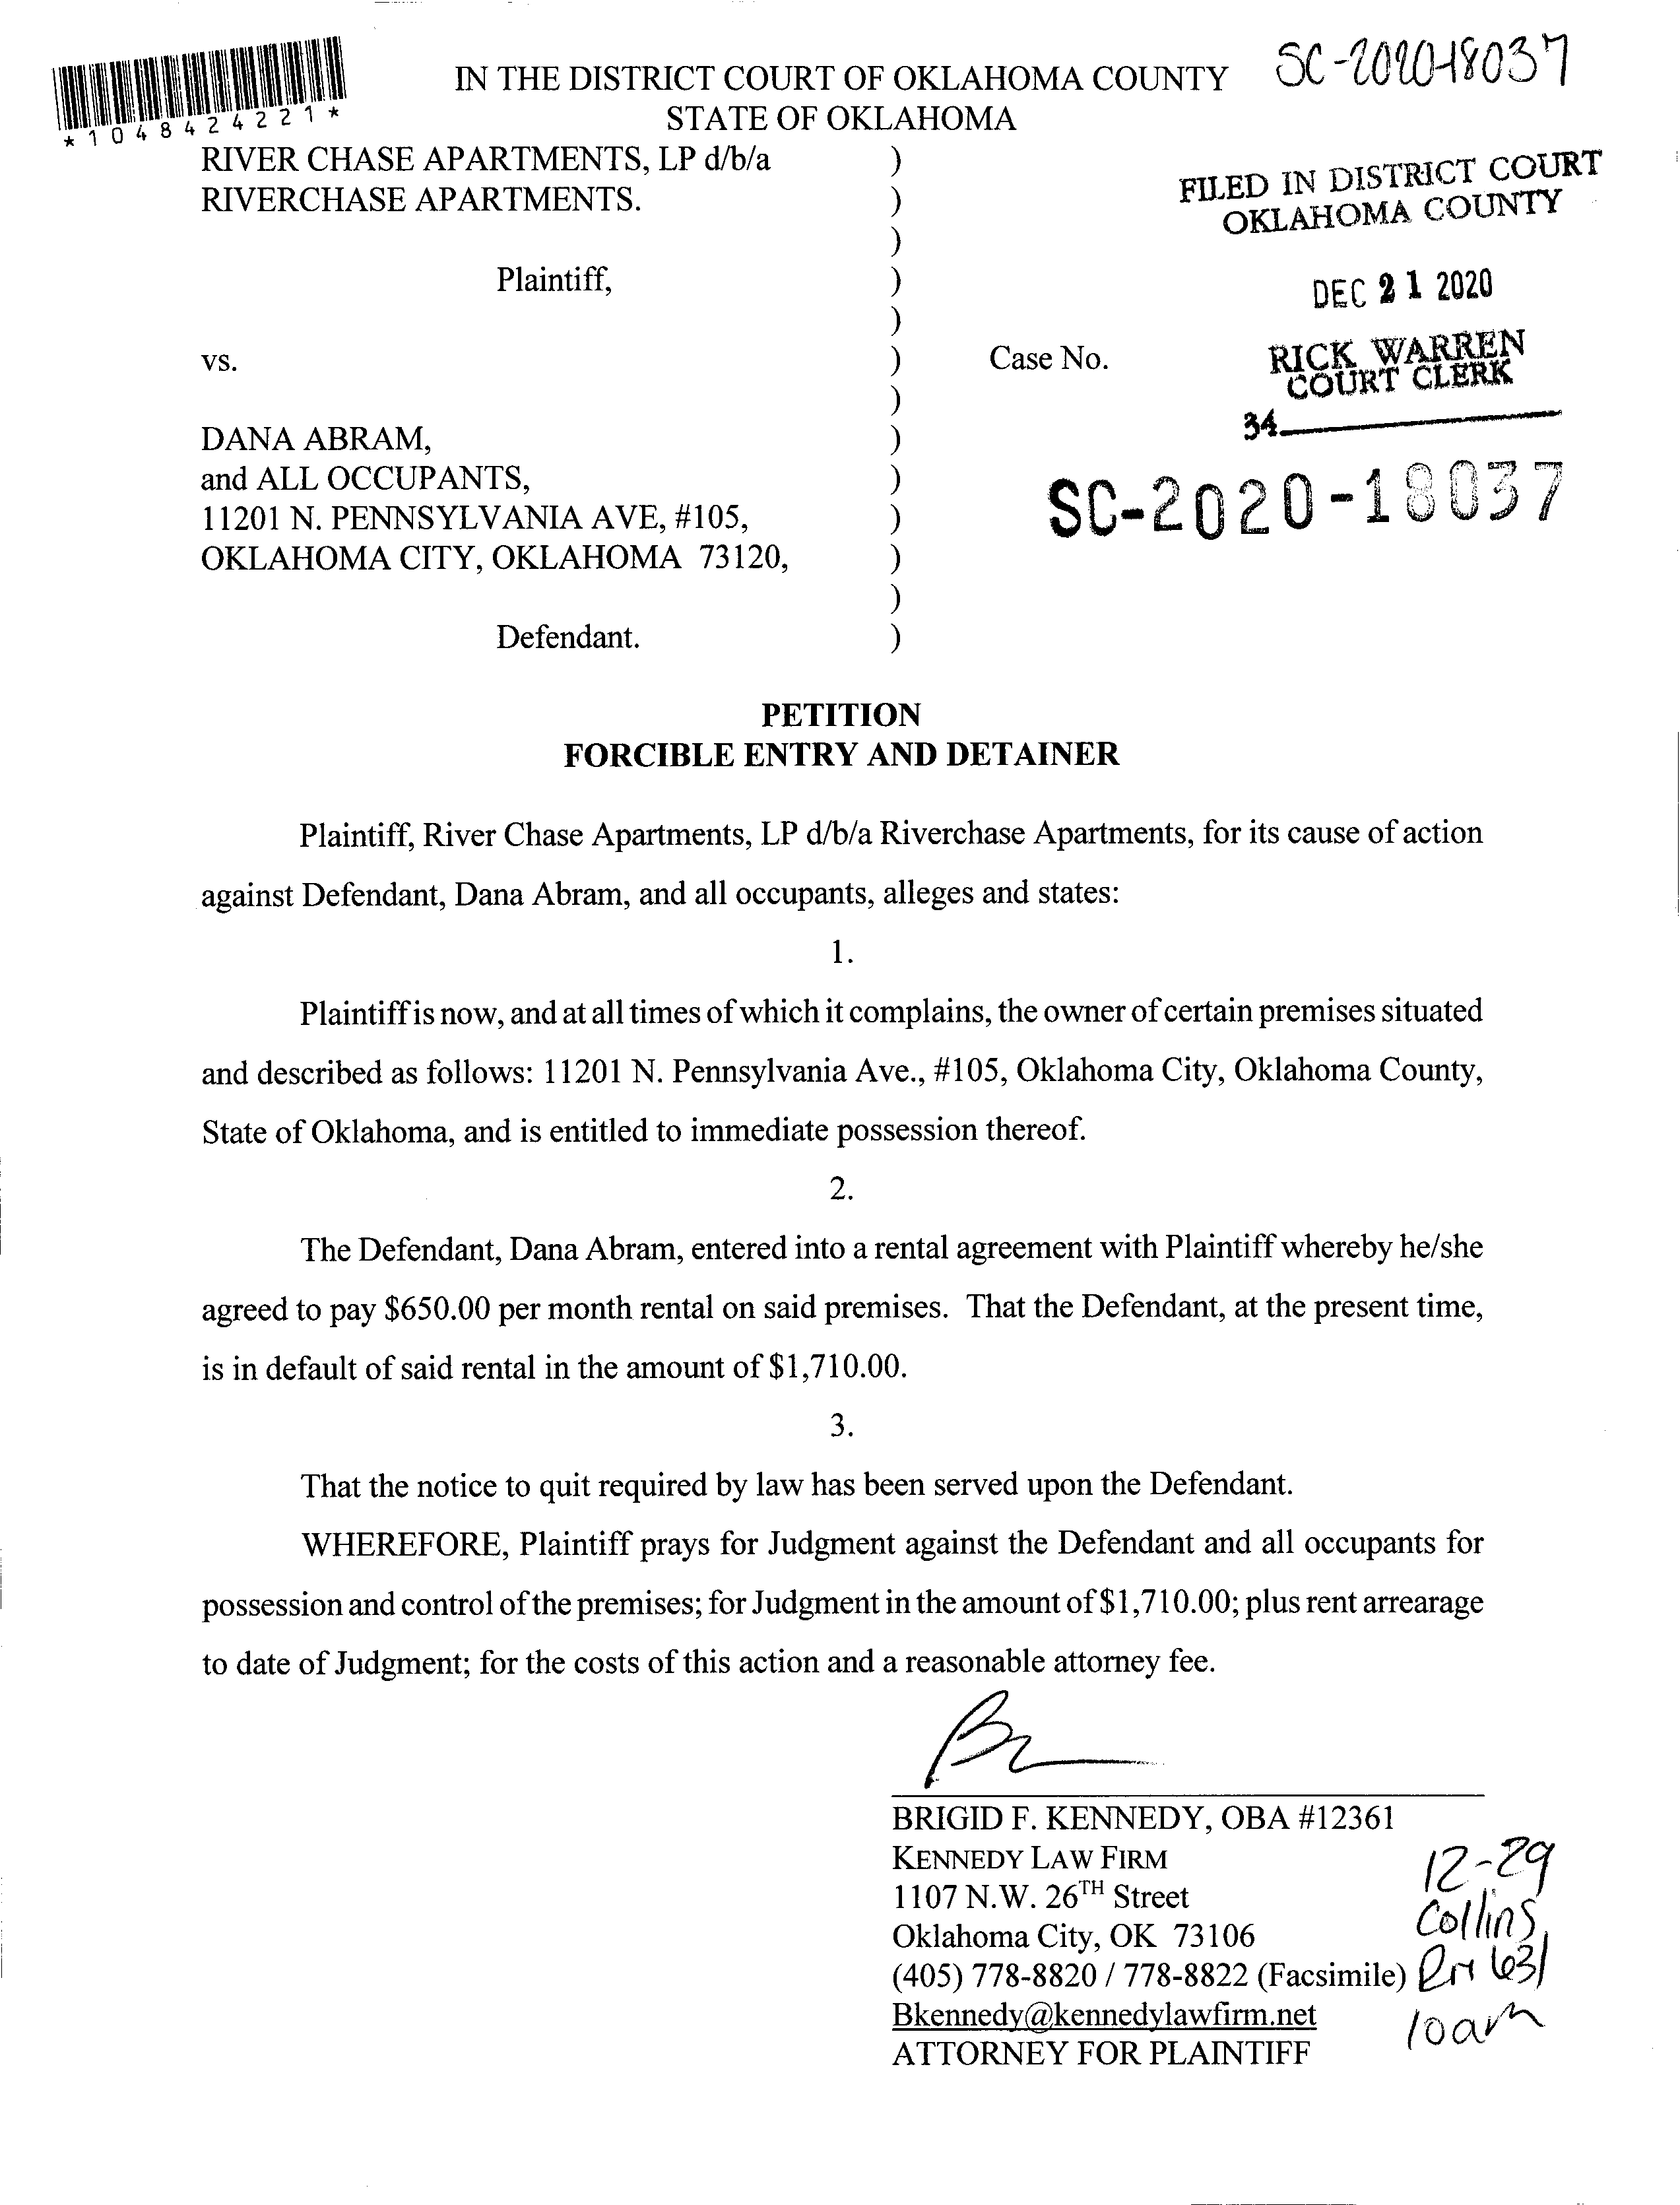 SC-2020-18037
*1048424221*
IN THE DISTRICT COURT OF OKLAHOMA COUNTY
STATE OF OKLAHOMA
RIVER CHASE APARTMENTS, LP d/b/a )
RIVERCHASE APARTMENTS. )
)
Plaintiff, )
)
vs. ) Case No.
)
DANA ABRAM, )
and ALL OCCUPANTS, )
11201 N. PENNSYLVANIA AVE, #105, )
OKLAHOMA CITY, OKLAHOMA 73120, )
)
Defendant. )
FILED IN DISTRICT COURT
OKLAHOMA COUNTY
DEC 21 2020
RICK WARREN
COURT CLERK
34
SC-2020-18037
PETITION
FORCIBLE ENTRY AND DETAINER
Plaintiff, River Chase Apartments, LP d/b/a Riverchase Apartments, for its cause of action
against Defendant, Dana Abram, and all occupants, alleges and states:
1.
Plaintiff is now, and at all times of which it complains, the owner of certain premises situated
and described as follows: 11201 N. Pennsylvania Ave., #105, Oklahoma City, Oklahoma County,
State of Oklahoma, and is entitled to immediate possession thereof.
2.
The Defendant, Dana Abram, entered into a rental agreement with Plaintiff whereby he/she
agreed to pay $650.00 per month rental on said premises. That the Defendant, at the present time,
is in default of said rental in the amount of $1,710.00.
3.
That the notice to quit required by law has been served upon the Defendant.
WHEREFORE, Plaintiff prays for Judgment against the Defendant and all occupants for
possession and control of the premises; for Judgment in the amount of $1,710.00; plus rent arrearage
to date of Judgment; for the costs of this action and a reasonable attorney fee.
BRIGID F. KENNEDY, OBA #12361
KENNEDY LAW FIRM
1107 N.W. 26TH Street
Oklahoma City, OK 73106
(405) 778-8820 / 778-8822 (Facsimile)
Bkennedy@kennedylawfirm.net
ATTORNEY FOR PLAINTIFF
12-29
Collins
Rm 631
10am